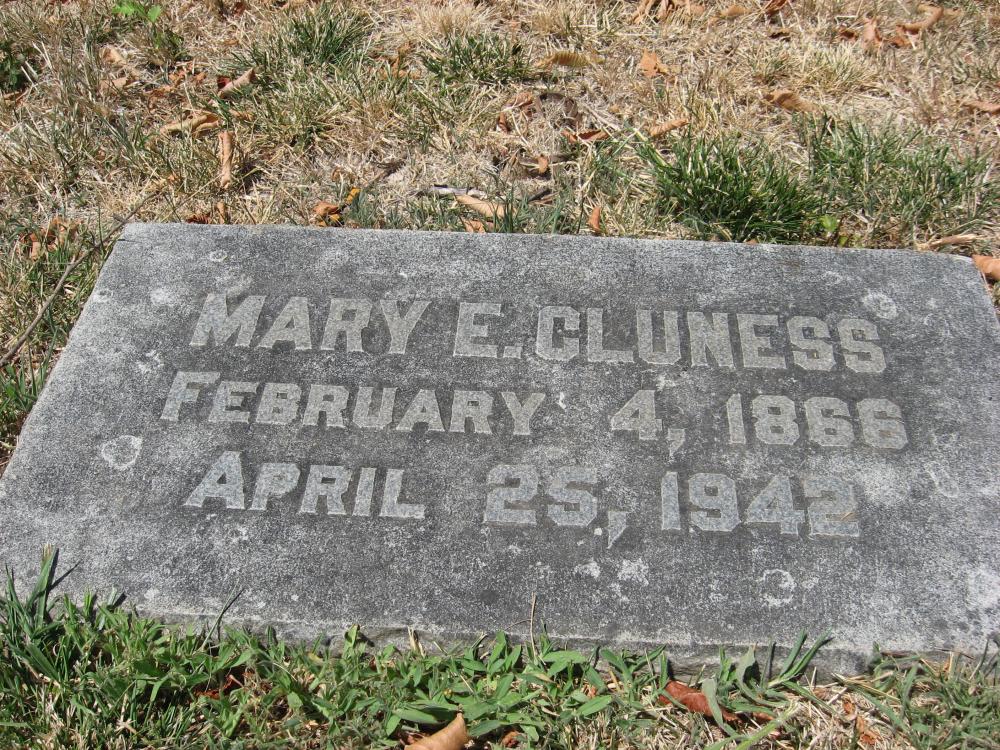 MARY E. CLUNESS
FEBRUARY 4, 1866
APRIL 25, 1942